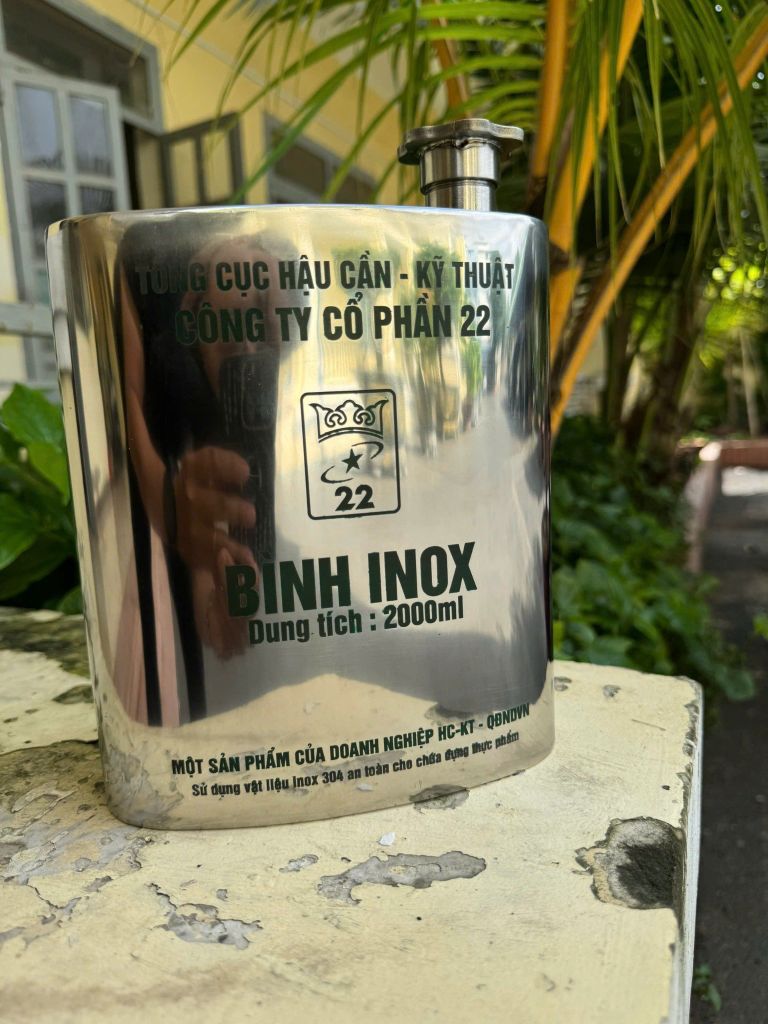 TỔNG CỤC HẬU CẦN - KỸ THUẬT
CÔNG TY CỔ PHẦN 22
22
BÌNH INOX
Dung tích : 2000ml
MỘT SẢN PHẨM CỦA DOANH NGHIỆP HC-KT - QĐNDVN
Sử dụng vật liệu Inox 304 an toàn cho chứa đựng thực phẩm